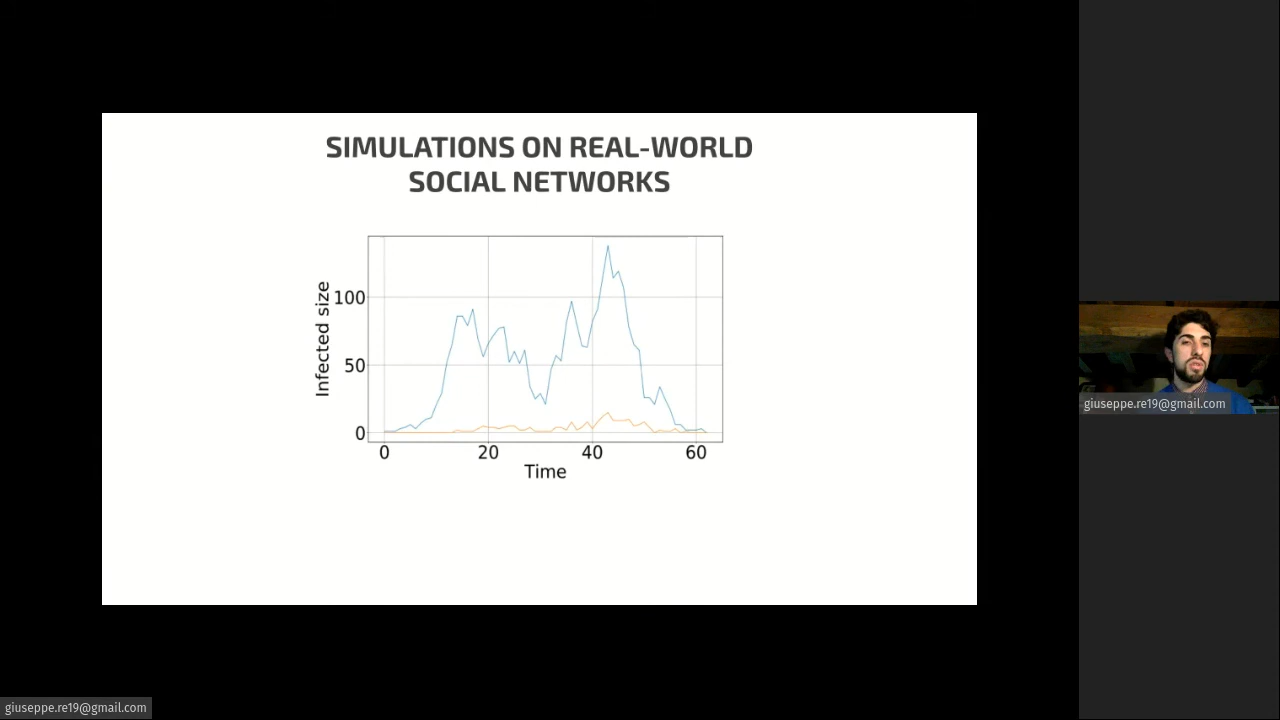 SIMULATIONS ON REAL-WORLD
SOCIAL NETWORKS
Infected size
100
50
0
0 20 40 60
Time
giuseppe.re19@gmail.com
giuseppe.re19@gmail.com